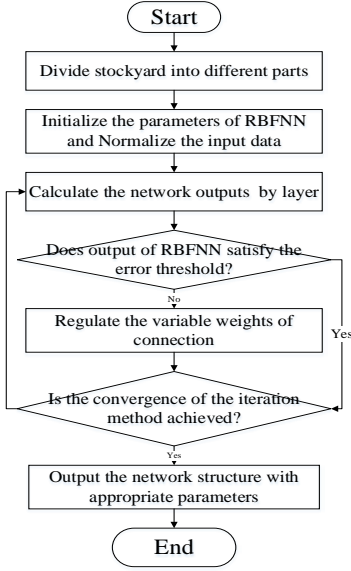 Start
Divide stockyard into different parts
Initialize the parameters of RBFNN
and Normalize the input data
Calculate the network outputs by layer
Does output of RBFNN satisfy the
error threshold?
No
Regulate the variable weights of
connection
Yes
Is the convergence of the iteration
method achieved?
Yes
Output the network structure with
appropriate parameters
End